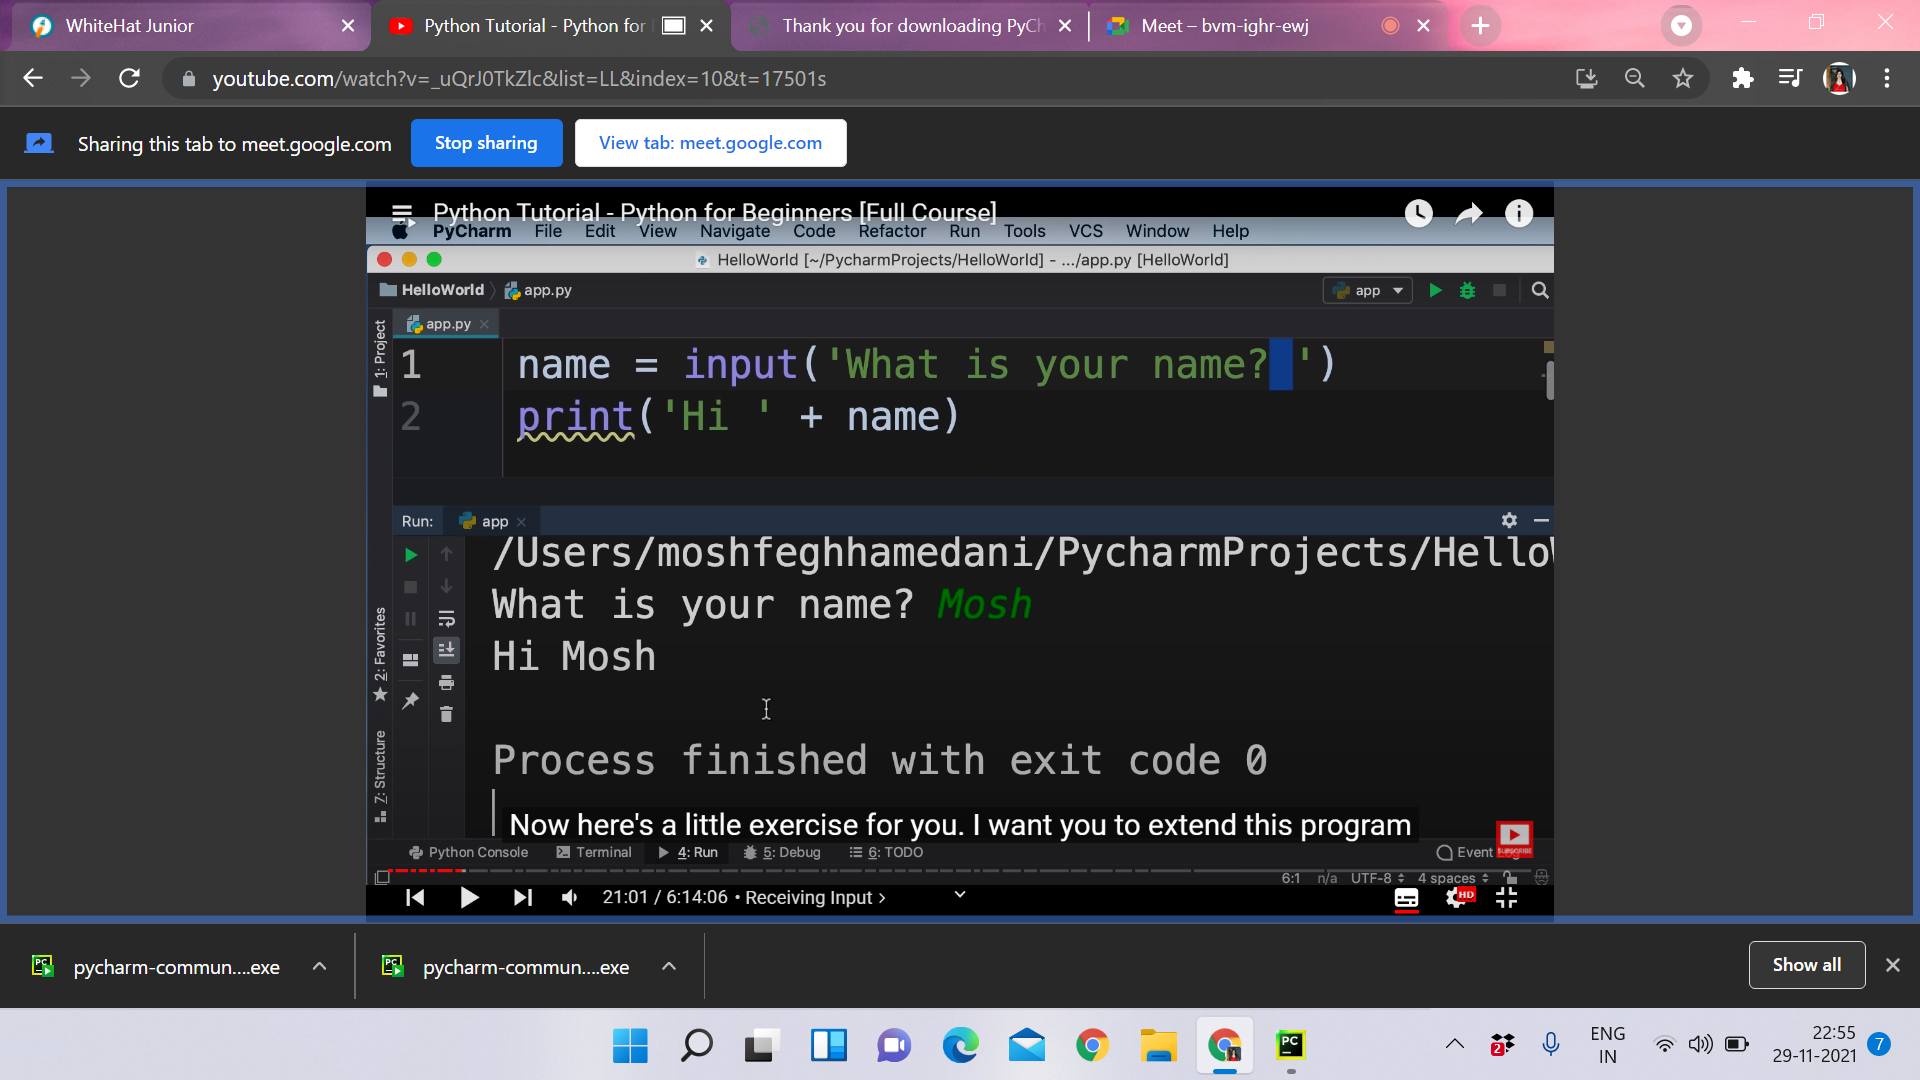 WhiteHat Junior
Python Tutorial - Python for
Thank you for downloading PyCh
Meet – bvm-ighr-ewj
youtube.com/watch?v=_uQrJ0TkZlc&list=LL&index=10&t=17501s
Sharing this tab to meet.google.com
Stop sharing
View tab: meet.google.com
Python Tutorial - Python for Beginners [Full Course]
PyCharm File Edit View Navigate Code Refactor Run Tools VCS Window Help
HelloWorld [~/PycharmProjects/HelloWorld] - .../app.py [HelloWorld]
HelloWorld app.py
app
app.py
1: Project
1 name = input('What is your name? ')
2 print('Hi ' + name)
Run: app
/Users/moshfeghhamedani/PycharmProjects/HelloW
What is your name? Mosh
Hi Mosh
2: Favorites
Process finished with exit code 0
7: Structure
Now here's a little exercise for you. I want you to extend this program
SUBSCRIBE
Python Console Terminal 4: Run 5: Debug 6: TODO Event
6:1 n/a UTF-8 4 spaces
21:01 / 6:14:06 • Receiving Input >
HD
pycharm-commun....exe
pycharm-commun....exe
Show all
PC
2
ENG
IN
22:55
29-11-2021
7